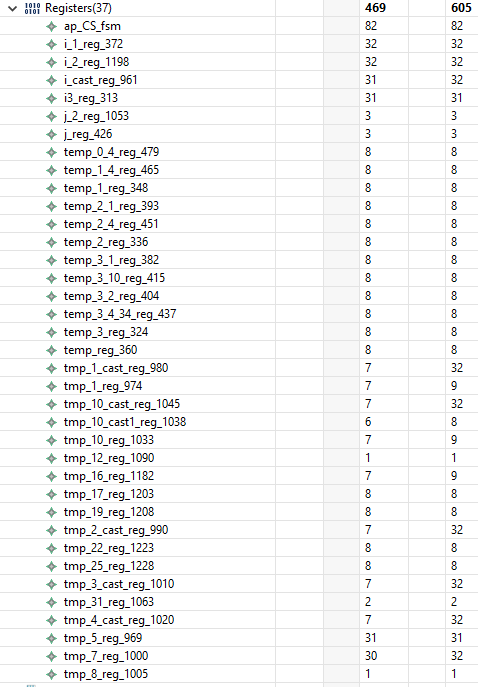 Registers(37) 469 605
ap_CS_fsm 82 82
i_1_reg_372 32 32
i_2_reg_1198 32 32
i_cast_reg_961 31 32
i3_reg_313 31 31
j_2_reg_1053 3 3
j_reg_426 3 3
temp_0_4_reg_479 8 8
temp_1_4_reg_465 8 8
temp_1_reg_348 8 8
temp_2_1_reg_393 8 8
temp_2_4_reg_451 8 8
temp_2_reg_336 8 8
temp_3_1_reg_382 8 8
temp_3_10_reg_415 8 8
temp_3_2_reg_404 8 8
temp_3_4_34_reg_437 8 8
temp_3_reg_324 8 8
temp_reg_360 8 8
tmp_1_cast_reg_980 7 32
tmp_1_reg_974 7 9
tmp_10_cast_reg_1045 7 32
tmp_10_cast1_reg_1038 6 8
tmp_10_reg_1033 7 9
tmp_12_reg_1090 1 1
tmp_16_reg_1182 7 9
tmp_17_reg_1203 8 8
tmp_19_reg_1208 8 8
tmp_2_cast_reg_990 7 32
tmp_22_reg_1223 8 8
tmp_25_reg_1228 8 8
tmp_3_cast_reg_1010 7 32
tmp_31_reg_1063 2 2
tmp_4_cast_reg_1020 7 32
tmp_5_reg_969 31 31
tmp_7_reg_1000 30 32
tmp_8_reg_1005 1 1